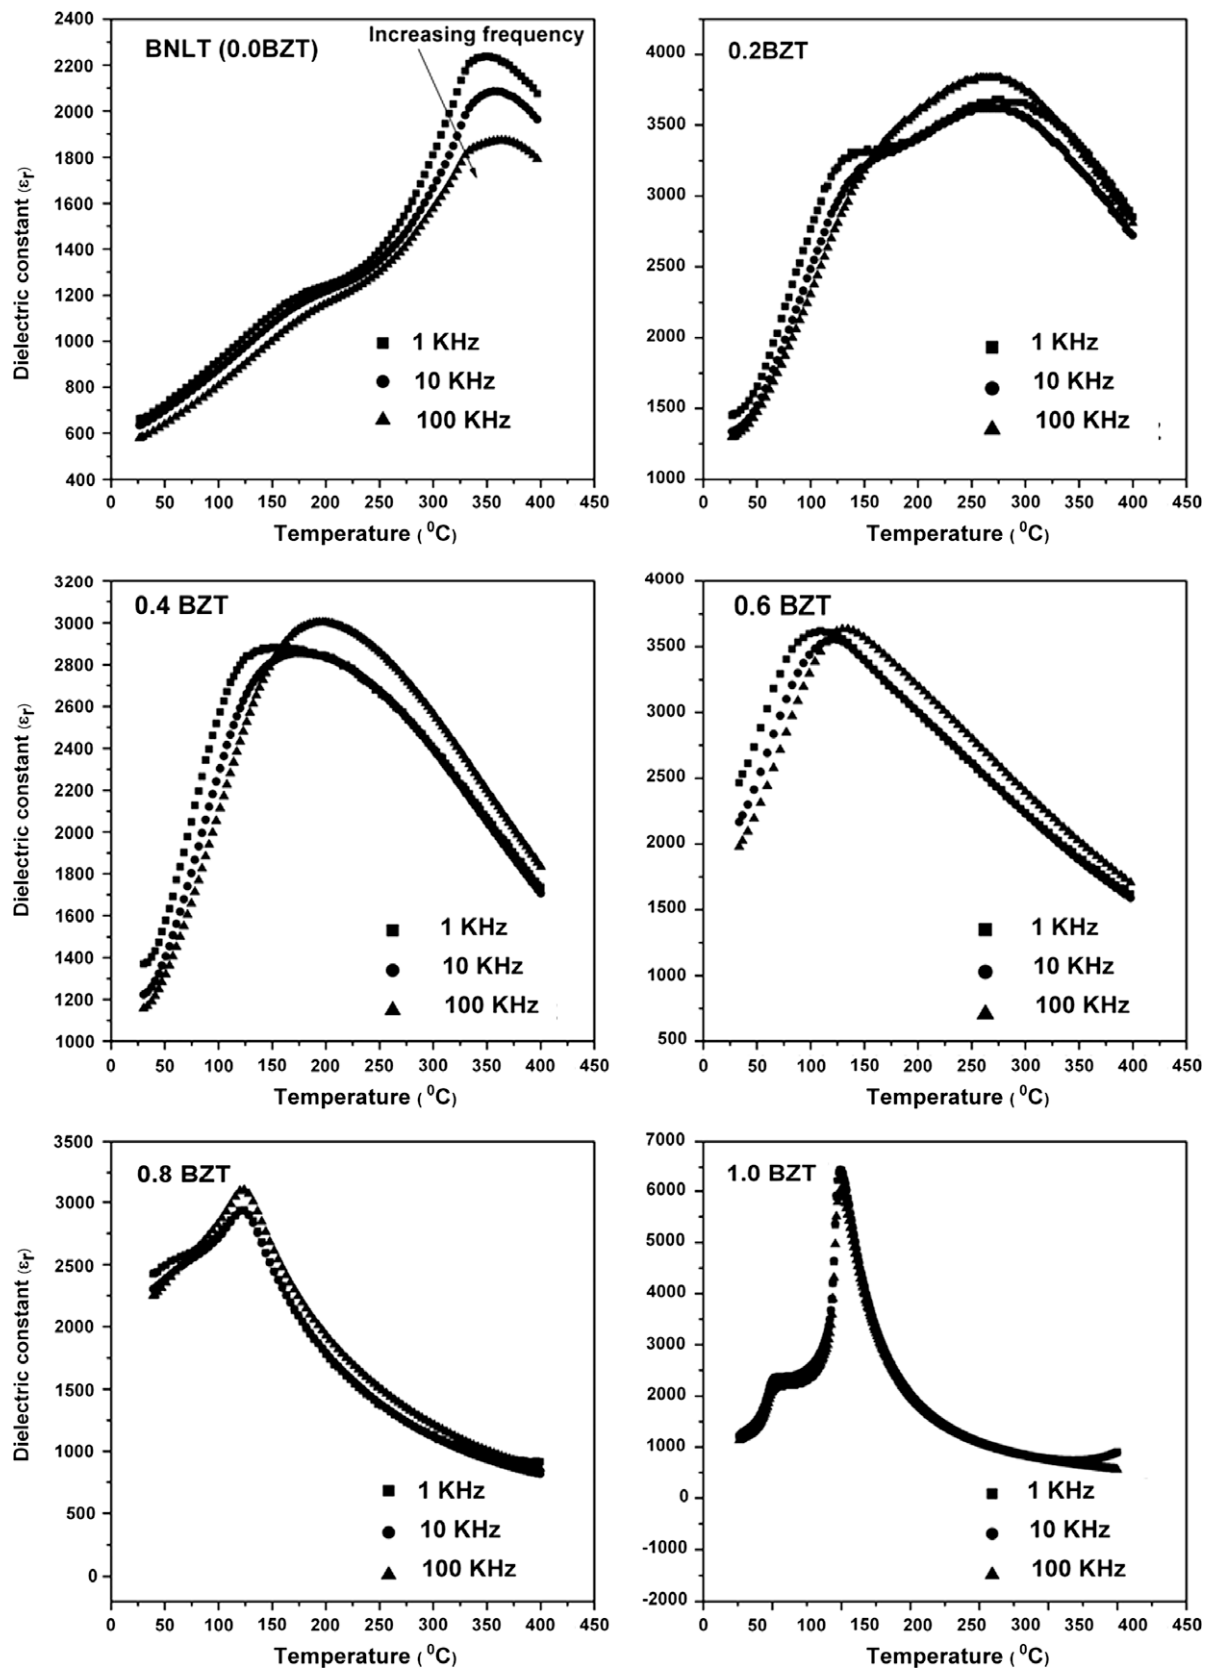 BNLT (0.0BZT)
Increasing frequency
2400
2200
2000
1800
1600
1400
1200
1000
800
600
400
Dielectric constant (εr)
1 KHz
10 KHz
100 KHz
0 50 100 150 200 250 300 350 400 450
Temperature ( ⁰C)
0.2BZT
4000
3500
3000
2500
2000
1500
1000
1 KHz
10 KHz
100 KHz
0 50 100 150 200 250 300 350 400 450
Temperature ( ⁰C)
0.4 BZT
3200
3000
2800
2600
2400
2200
2000
1800
1600
1400
1200
1000
Dielectric constant (εr)
1 KHz
10 KHz
100 KHz
0 50 100 150 200 250 300 350 400 450
Temperature ( ⁰C)
0.6 BZT
4000
3500
3000
2500
2000
1500
1000
500
1 KHz
10 KHz
100 KHz
0 50 100 150 200 250 300 350 400 450
Temperature ( ⁰C)
0.8 BZT
3500
3000
2500
2000
1500
1000
500
0
Dielectric constant (εr)
1 KHz
10 KHz
100 KHz
0 50 100 150 200 250 300 350 400 450
Temperature ( ⁰C)
1.0 BZT
7000
6000
5000
4000
3000
2000
1000
0
-1000
-2000
1 KHz
10 KHz
100 KHz
0 50 100 150 200 250 300 350 400 450
Temperature ( ⁰C)